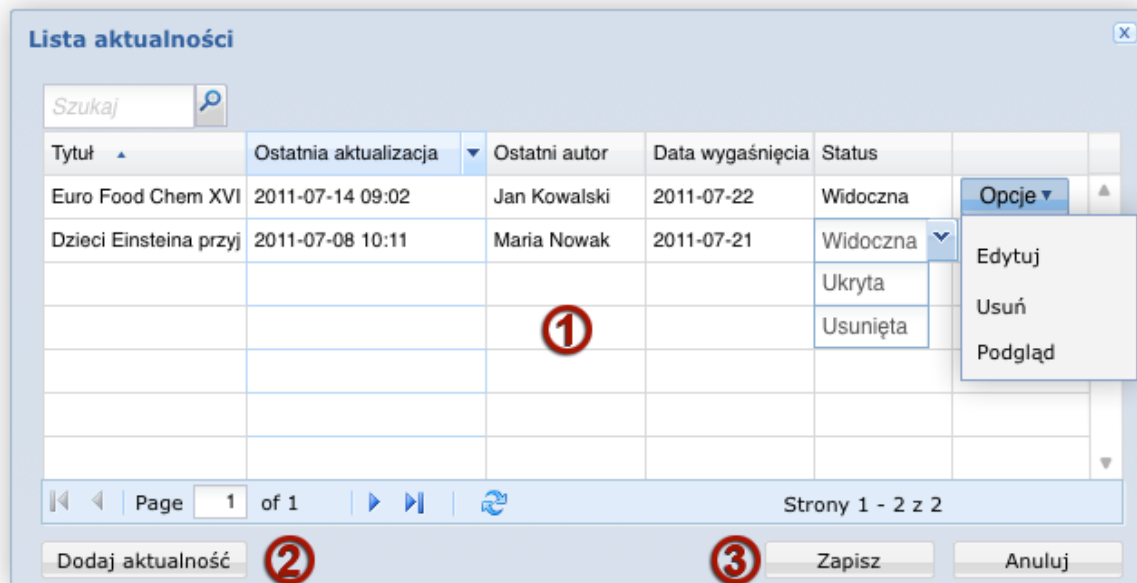 Lista aktualności
x
Szukaj
Tytuł Ostatnia aktualizacja Ostatni autor Data wygaśnięcia Status
Euro Food Chem XVI 2011-07-14 09:02 Jan Kowalski 2011-07-22 Widoczna Opcje
Dzieci Einsteina przyj 2011-07-08 10:11 Maria Nowak 2011-07-21 Widoczna
Edytuj
Ukryta
Usuń
1 Usunięta
Podgląd
Page 1 of 1 Strony 1 - 2 z 2
Dodaj aktualność 2 3 Zapisz Anuluj